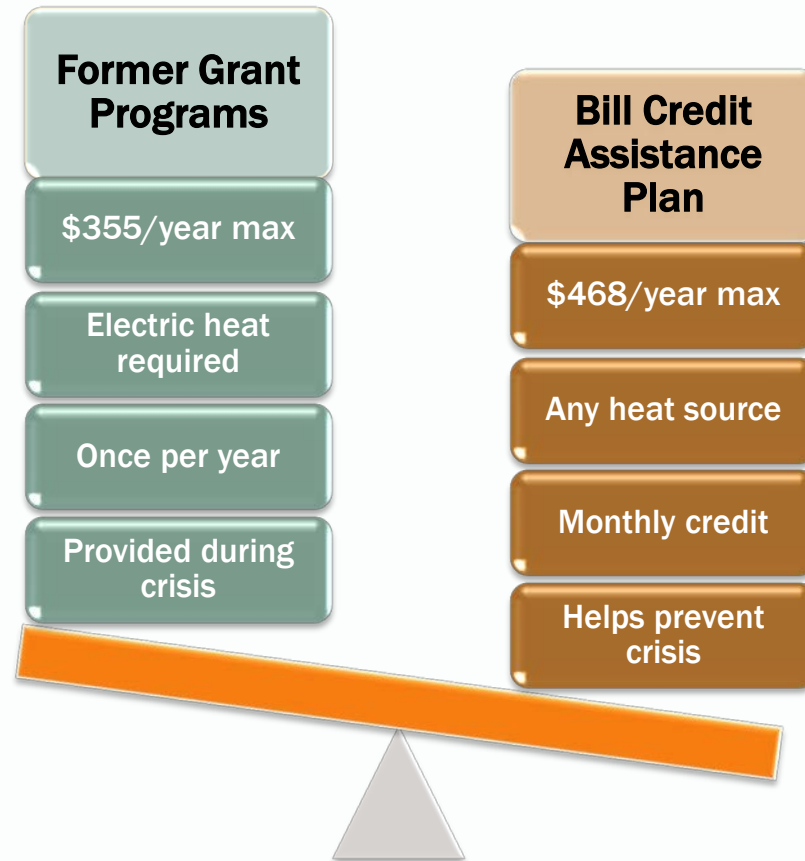 Former Grant
Programs
$355/year max
Electric heat
required
Once per year
Provided during
crisis
Bill Credit
Assistance
Plan
$468/year max
Any heat source
Monthly credit
Helps prevent
crisis